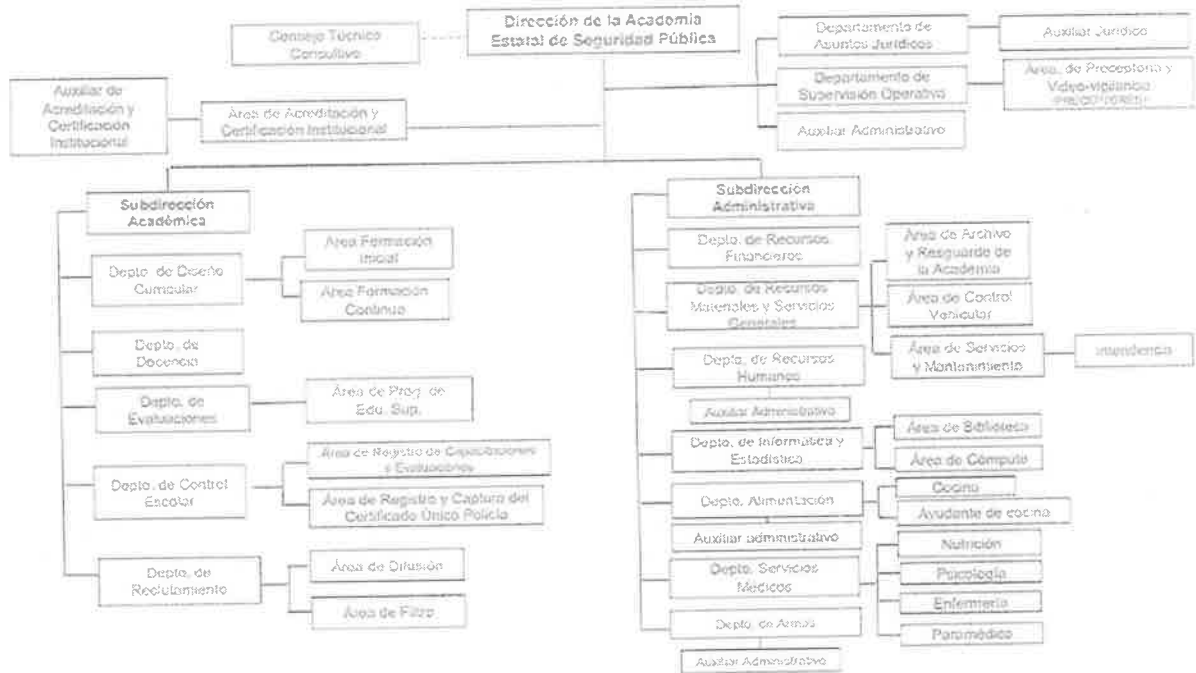 Dirección de la Academia
Estatal de Seguridad Pública
Consejo Técnico
Consultivo
Departamento de
Asuntos Jurídicos
Auxiliar Jurídico
Departamento de
Supervisión Operativa
Área. de Preceptoria y
Video-vigilancia
Auxiliar Administrativo
Auxiliar de
Acreditación y
Certificación
Institucional
Área de Acreditación y
Certificación Institucional
Subdirección
Académica
Depto. de Diseño
Curricular
Área Formación
Inicial
Área Formación
Continua
Depto. de
Docencia
Depto. de
Evaluaciones
Área de Prog. de
Edu. Sup.
Depto. de Control
Escolar
Área de Registro de Capacitaciones
y Evaluaciones
Área de Registro y Captura del
Certificado Único Policía
Depto. de
Reclutamiento
Área de Difusión
Área de Filtro
Subdirección
Administrativa
Depto. de Recursos
Financieros
Depto. de Recursos
Materiales y Servicios
Generales
Área de Archivo
y Resguardo de
la Academia
Área de Control
Vehicular
Área de Servicios
y Mantenimiento
Intendencia
Depto. de Recursos
Humanos
Auxiliar Administrativo
Depto. de Informática y
Estadística
Área de Biblioteca
Área de Cómputo
Depto. Alimentación
Cocina
Ayudante de cocina
Auxiliar administrativo
Depto. Servicios
Médicos
Nutrición
Psicología
Enfermería
Paramédico
Depto. de Armas
Auxiliar Administrativo